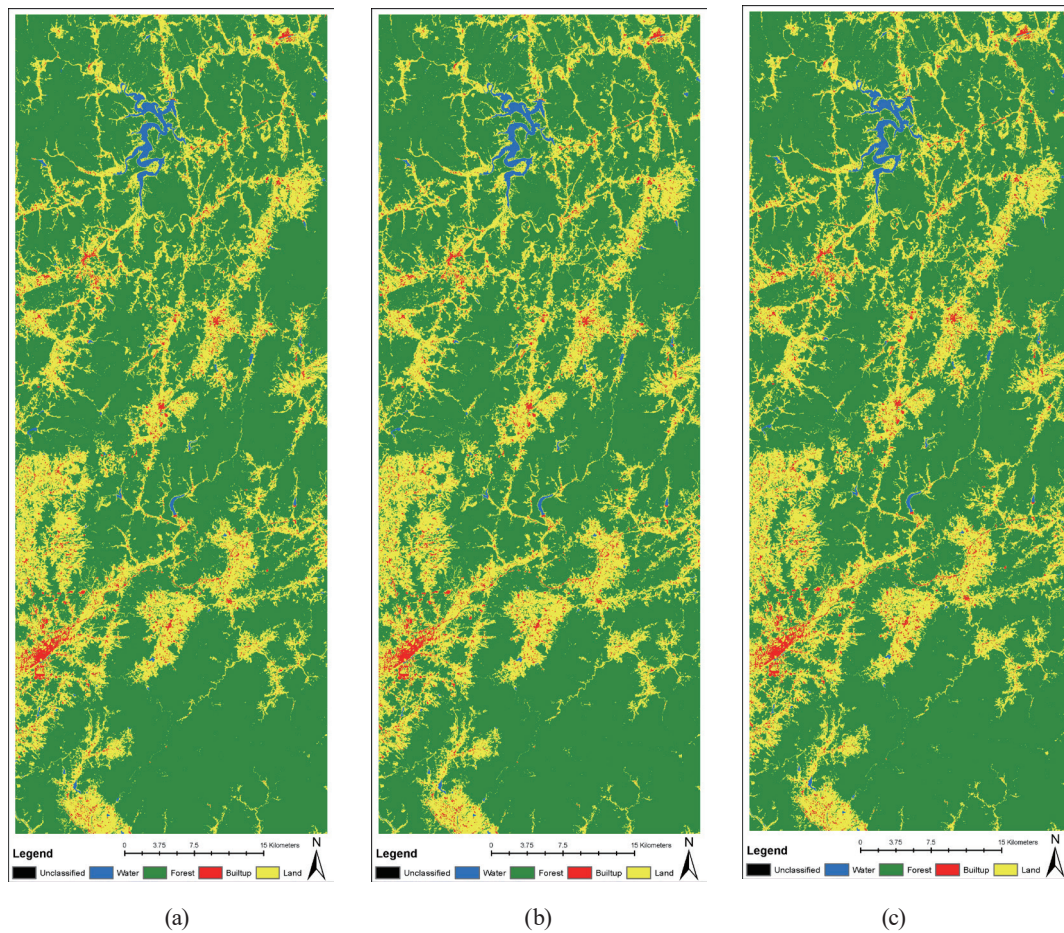 N
Legend
0 3.75 7.5 15 Kilometers
Unclassified Water Forest Builtup Land
(a)
N
Legend
0 3.75 7.5 15 Kilometers
Unclassified Water Forest Builtup Land
(b)
N
Legend
0 3.75 7.5 15 Kilometers
Unclassified Water Forest Builtup Land
(c)